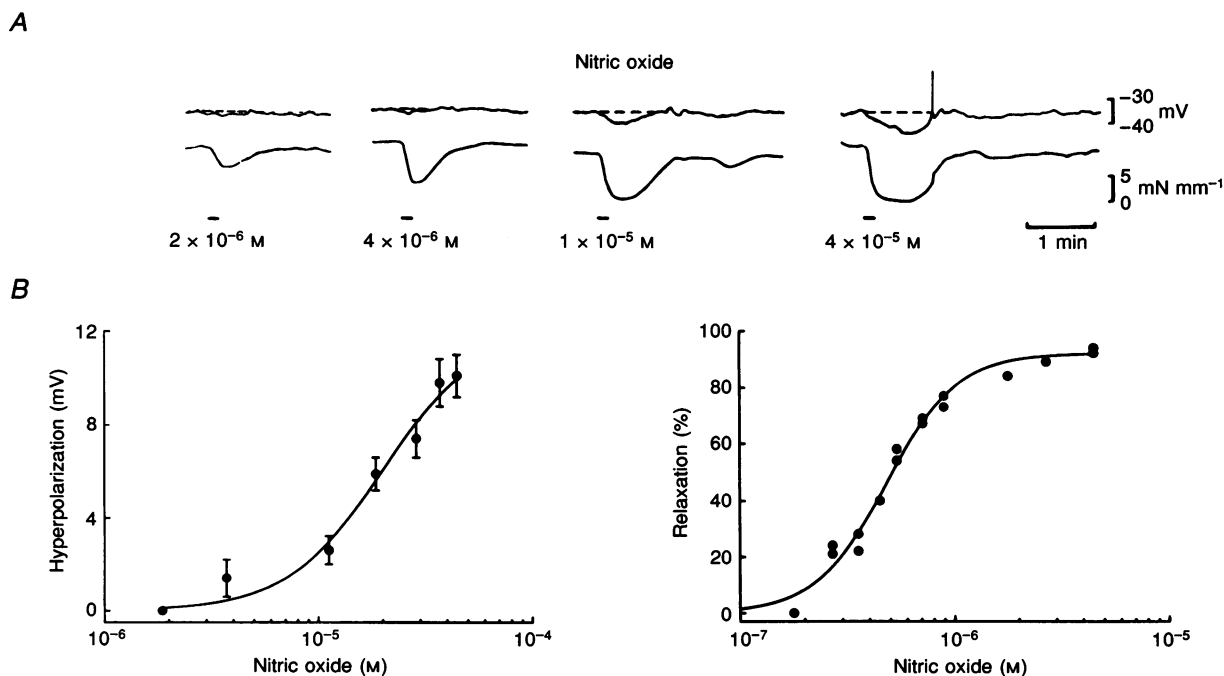 A
Nitric oxide
-30
-40 mV
5
0 mN mm⁻¹
2 × 10⁻⁶ M
4 × 10⁻⁶ M
1 × 10⁻⁵ M
4 × 10⁻⁵ M
1 min
B
12
8
4
0
Hyperpolarization (mV)
10⁻⁶
10⁻⁵
10⁻⁴
Nitric oxide (M)
100
80
60
40
20
0
Relaxation (%)
10⁻⁷
10⁻⁶
10⁻⁵
Nitric oxide (M)